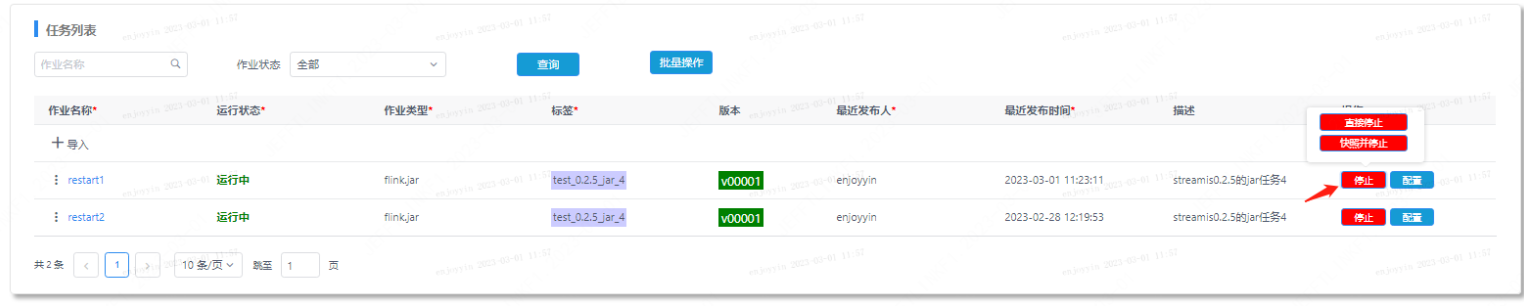 任务列表
作业名称 作业状态 全部 查询 批量操作
作业名称* 运行状态* 作业类型* 标签* 版本 最近发布人* 最近发布时间* 描述
直接停止
快照并停止
导入
restart1 运行中 flink.jar test_0.2.5_jar_4 v00001 enjoyyin 2023-03-01 11:23:11 streamis0.2.5的jar任务4 停止 配置
restart2 运行中 flink.jar test_0.2.5_jar_4 v00001 enjoyyin 2023-02-28 12:19:53 streamis0.2.5的jar任务4 停止 配置
共 2 条 1 10 条/页 跳至 1 页
enjoyyin 2023-03-01 11:57